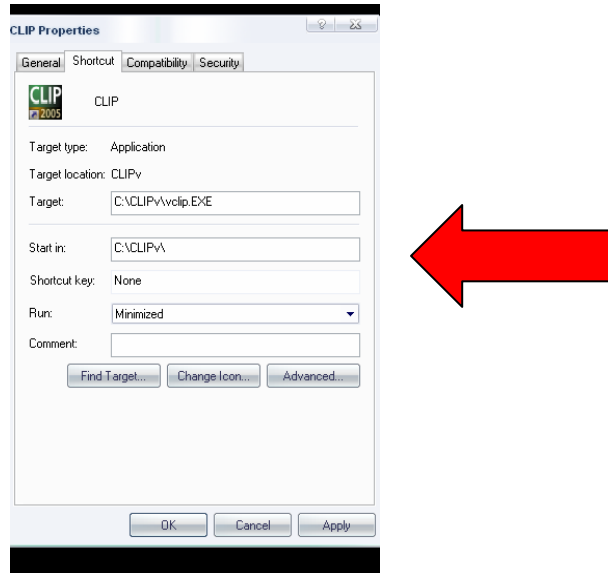 CLIP Properties
General Shortcut Compatibility Security
CLIP
2005
CLIP
Target type: Application
Target location: CLIPv
Target: C:\CLIPv\vclip.EXE
Start in: C:\CLIPv\
Shortcut key: None
Run: Minimized
Comment:
Find Target... Change Icon... Advanced...
OK Cancel Apply